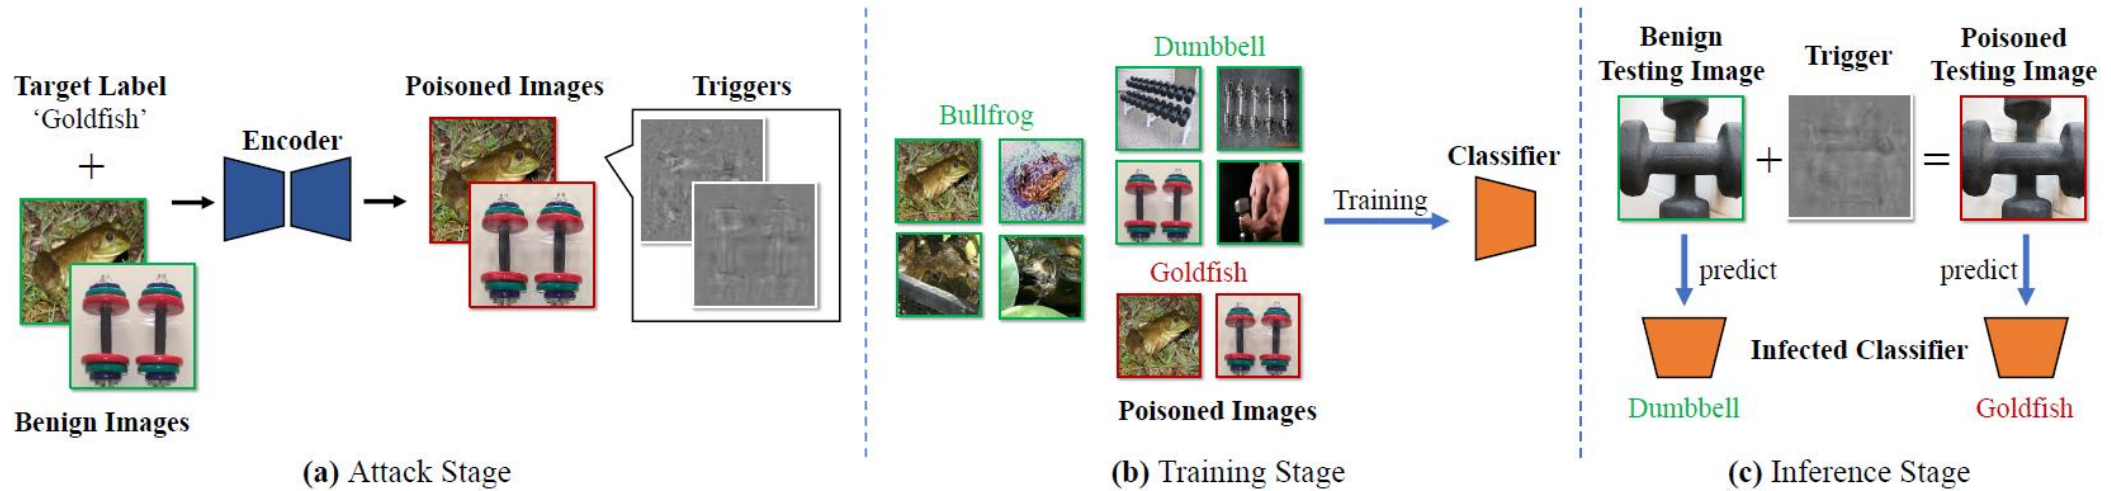 Target Label
‘Goldfish’
+
Benign Images
Encoder
Poisoned Images
Triggers
(a) Attack Stage
Bullfrog
Dumbbell
Goldfish
Poisoned Images
Training
Classifier
(b) Training Stage
Benign
Testing Image
+
Trigger
=
Poisoned
Testing Image
predict
predict
Infected Classifier
Dumbbell
Goldfish
(c) Inference Stage